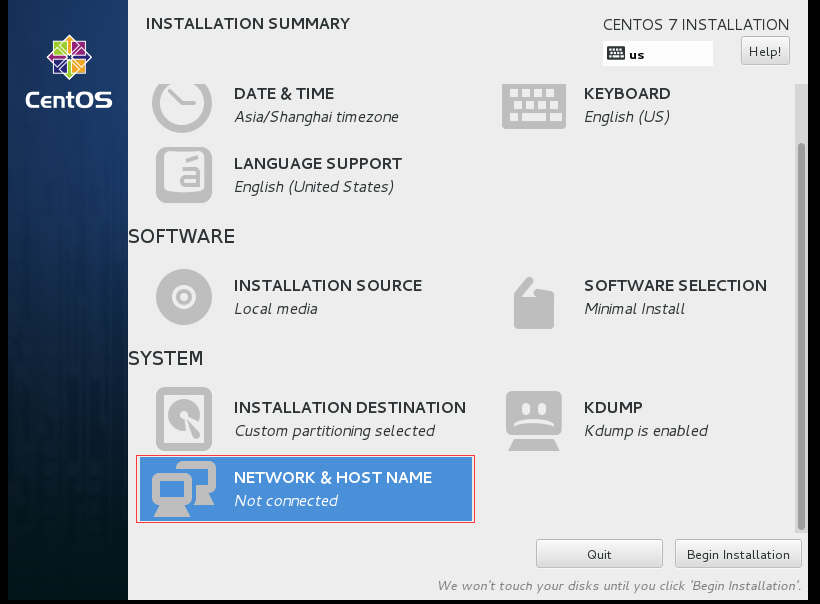 INSTALLATION SUMMARY
CENTOS 7 INSTALLATION
us
Help!
CentOS
DATE & TIME
Asia/Shanghai timezone
KEYBOARD
English (US)
LANGUAGE SUPPORT
English (United States)
SOFTWARE
INSTALLATION SOURCE
Local media
SOFTWARE SELECTION
Minimal Install
SYSTEM
INSTALLATION DESTINATION
Custom partitioning selected
KDUMP
Kdump is enabled
NETWORK & HOST NAME
Not connected
Quit
Begin Installation
We won't touch your disks until you click 'Begin Installation'.